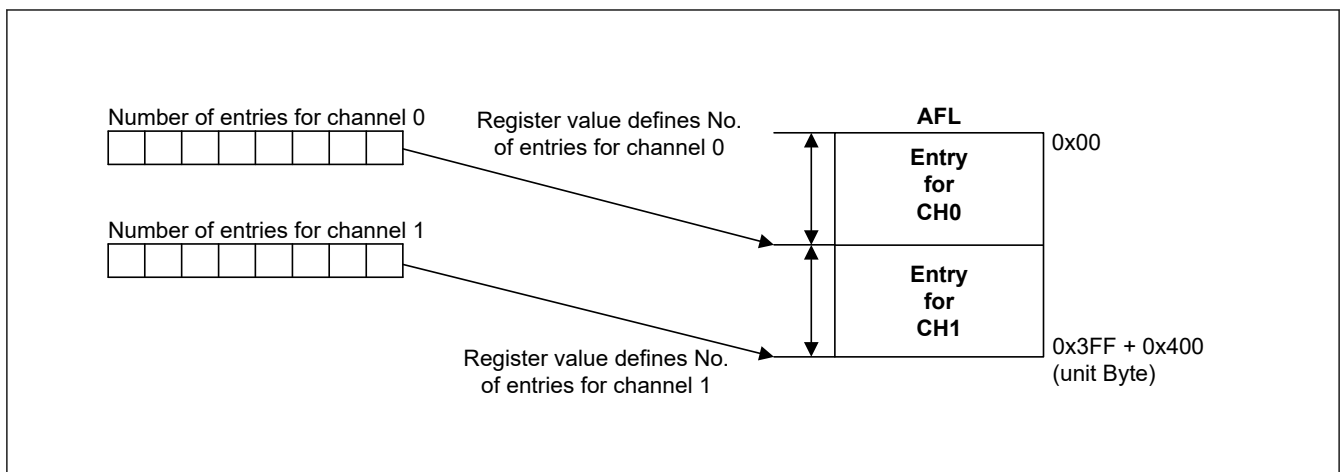 Number of entries for channel 0
Register value defines No.
of entries for channel 0
AFL
0x00
Entry
for
CH0
Number of entries for channel 1
Entry
for
CH1
Register value defines No.
of entries for channel 1
0x3FF + 0x400
(unit Byte)